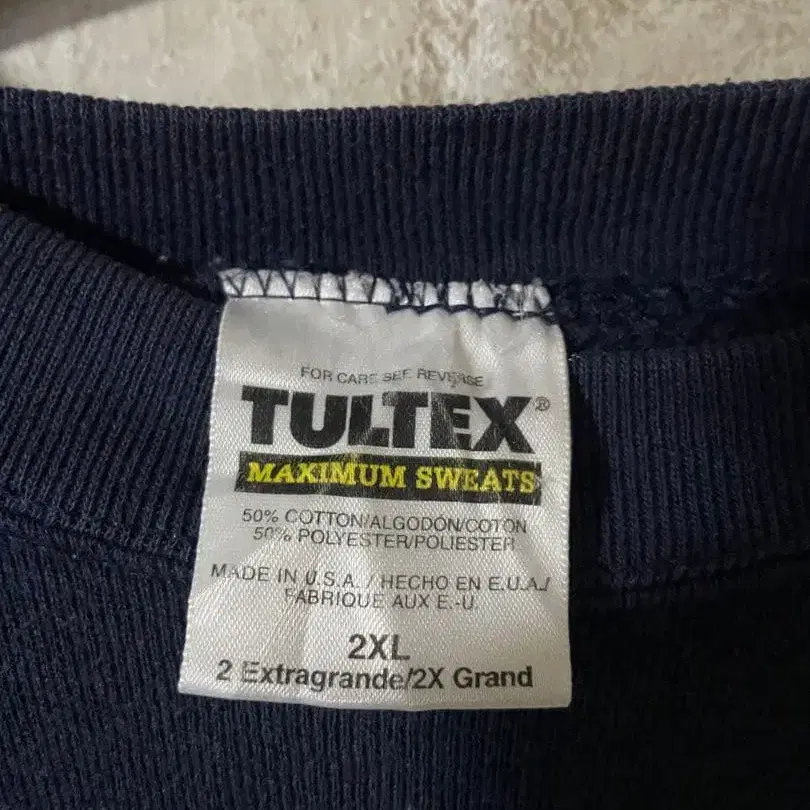 FOR CARE SEE REVERSE
TULTEX®
MAXIMUM SWEATS
50% COTTON/ALGODON/COTON
50% POLYESTER/POLIESTER
MADE IN U.S.A. / HECHO EN E.U.A./
FABRIQUE AUX E.-U.
2XL
2 Extragrande/2X Grand